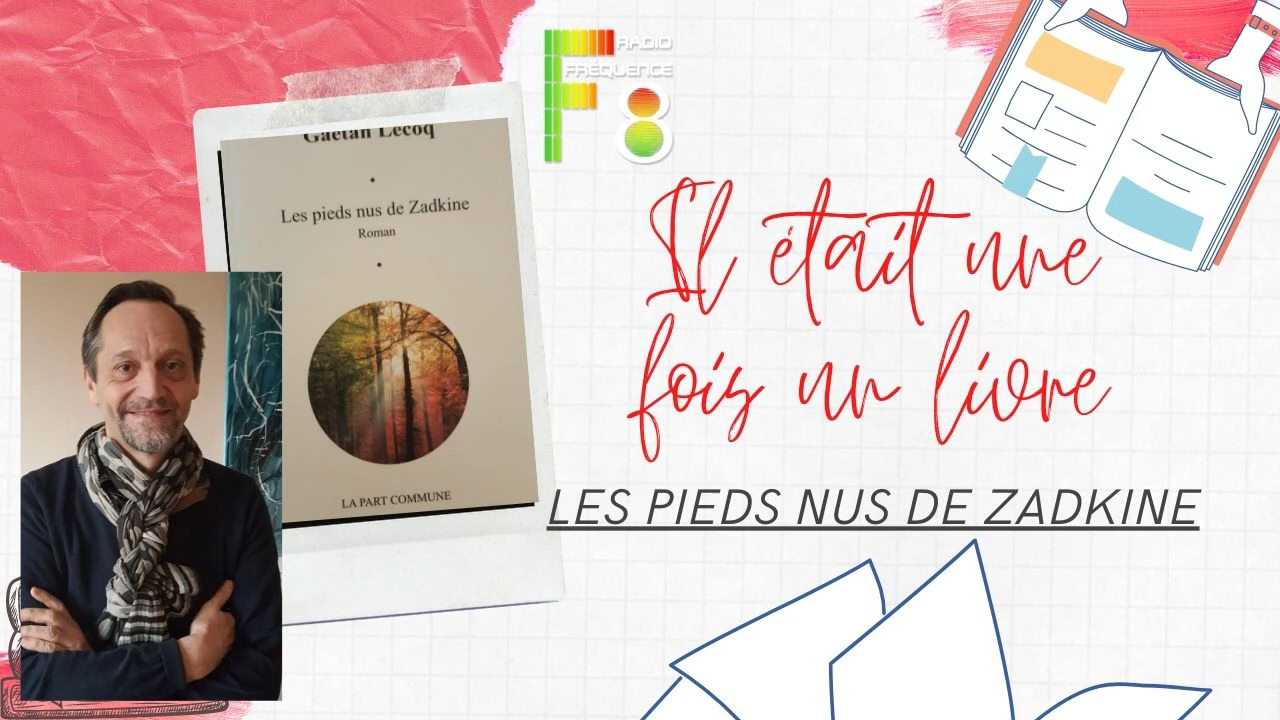 RADIO
FRÉQUENCE
F8
Gaëtan Lecoq
Les pieds nus de Zadkine
Roman
LA PART COMMUNE
Il était une
fois un livre
LES PIEDS NUS DE ZADKINE